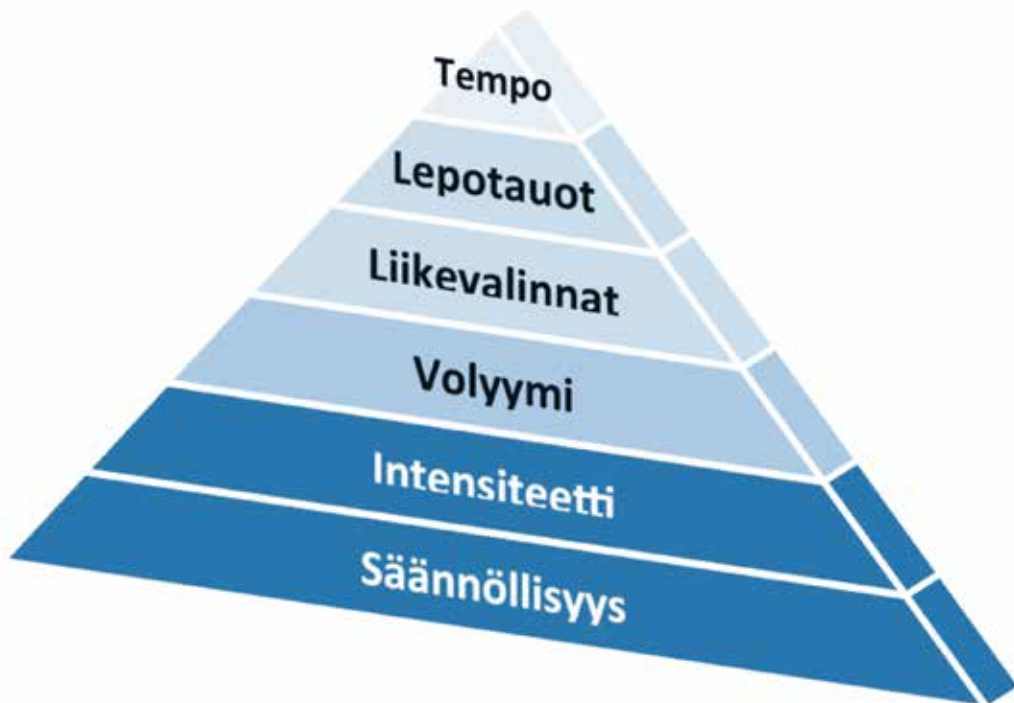 Tempo
Lepotauot
Liikevalinnat
Volyymi
Intensiteetti
Säännöllisyys